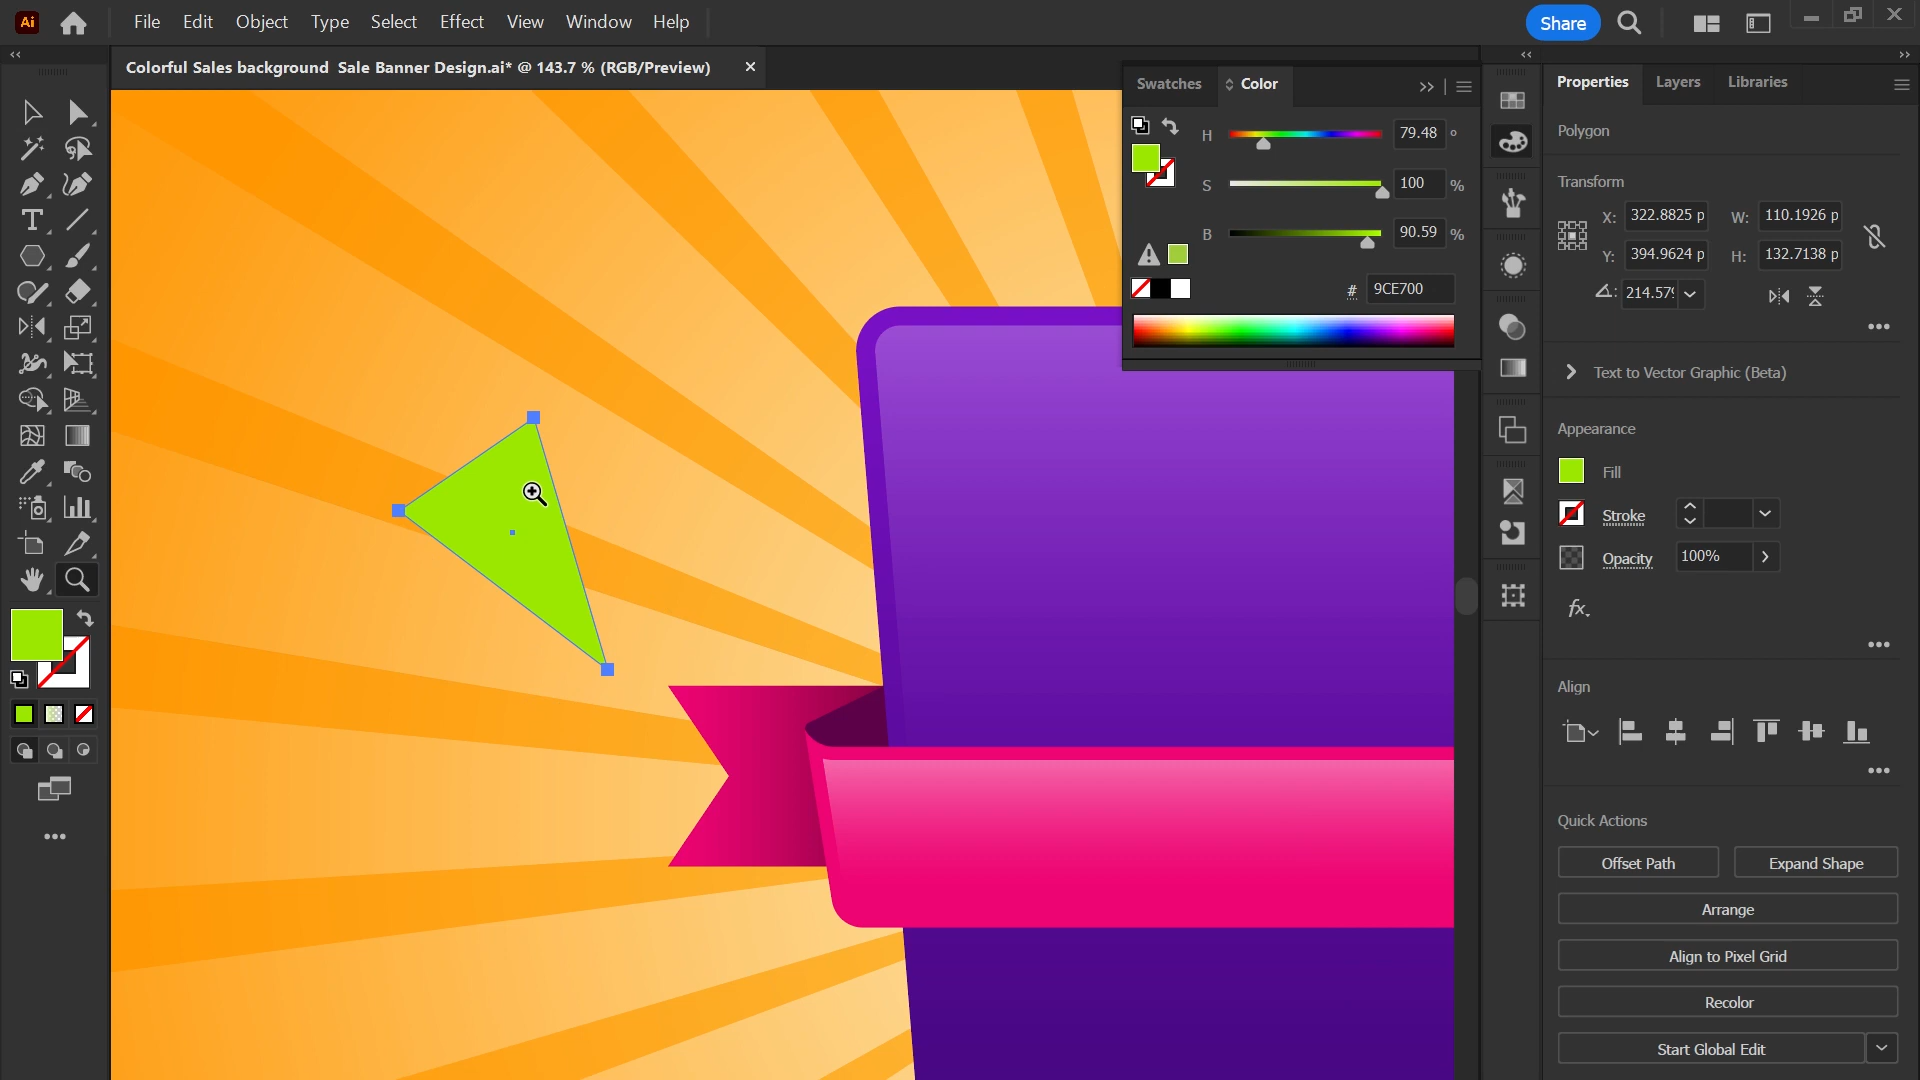 Ai File Edit Object Type Select Effect View Window Help Share
Colorful Sales background Sale Banner Design.ai* @ 143.7 % (RGB/Preview)
Swatches Color
H 79.48 °
S 100 %
B 90.59 %
# 9CE700
Properties Layers Libraries
Polygon
Transform
X: 322.8825 p W: 110.1926 p
Y: 394.9624 p H: 132.7138 p
214.579
Text to Vector Graphic (Beta)
Appearance
Fill
Stroke
Opacity 100%
fx
Align
Quick Actions
Offset Path Expand Shape
Arrange
Align to Pixel Grid
Recolor
Start Global Edit